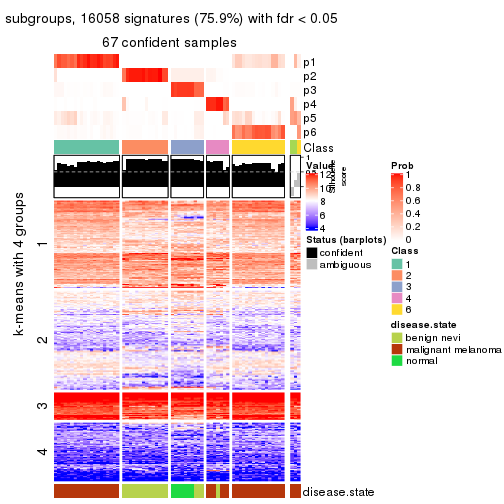 subgroups, 16058 signatures (75.9%) with fdr < 0.05
67 confident samples
p1
p2
p3
p4
p5
p6
Class
1
score
Value
12
6
4
Status (barplots)
confident
ambiguous
Prob
1
0.8
0.6
0.4
0.2
0
Class
1
2
3
4
6
disease.state
benign nevi
malignant melanoma
normal
k-means with 4 groups
1
2
3
4
disease.state